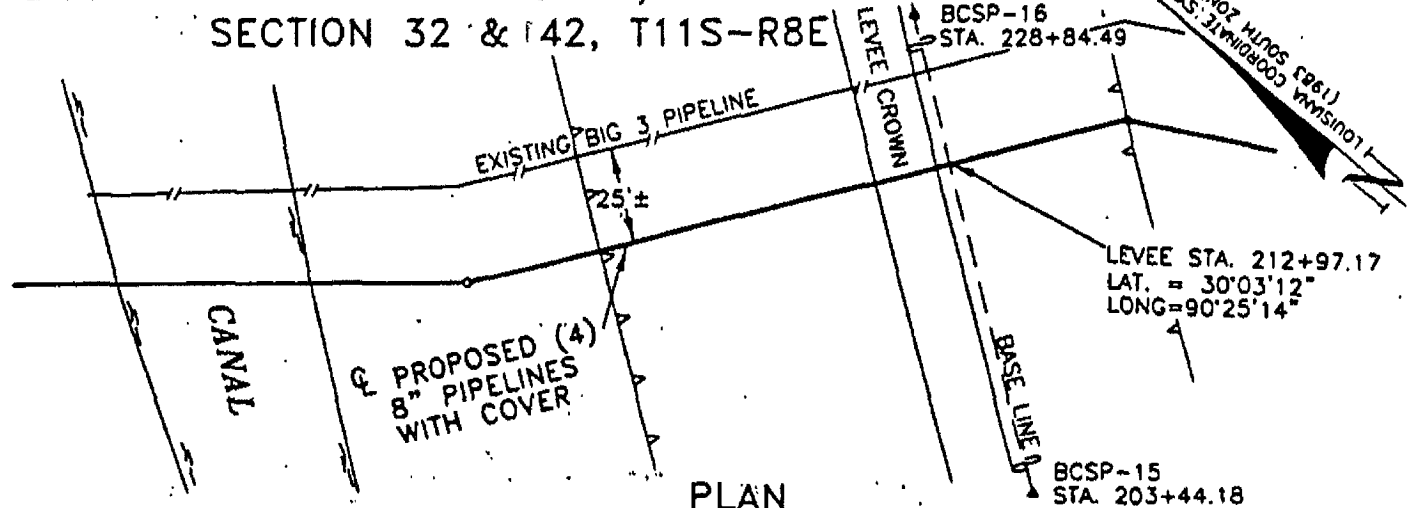 SECTION 32 & 42, T11S-R8E
BCSP-16
STA. 228+84.49
LOUISIANA COORDINATE
(1983 SOUTH
LEVEE CROWN
EXISTING BIG 3 PIPELINE
25'±
LEVEE STA. 212+97.17
LAT. = 30°03'12"
LONG=90°25'14"
CANAL
℄ PROPOSED (4)
8" PIPELINES
WITH COVER
BASE LINE
BCSP-15
STA. 203+44.18
PLAN